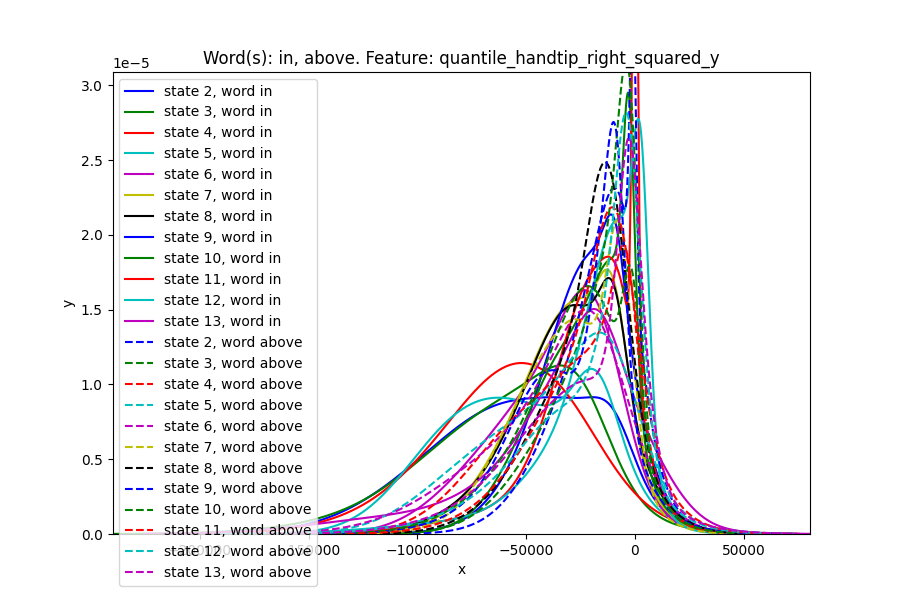 Word(s): in, above. Feature: quantile_handtip_right_squared_y
1e−5
3.0
2.5
2.0
1.5
1.0
0.5
0.0
y
state 2, word in
state 3, word in
state 4, word in
state 5, word in
state 6, word in
state 7, word in
state 8, word in
state 9, word in
state 10, word in
state 11, word in
state 12, word in
state 13, word in
state 2, word above
state 3, word above
state 4, word above
state 5, word above
state 6, word above
state 7, word above
state 8, word above
state 9, word above
state 10, word above
state 11, word above
state 12, word above
state 13, word above
−100000 −50000 0 50000
x